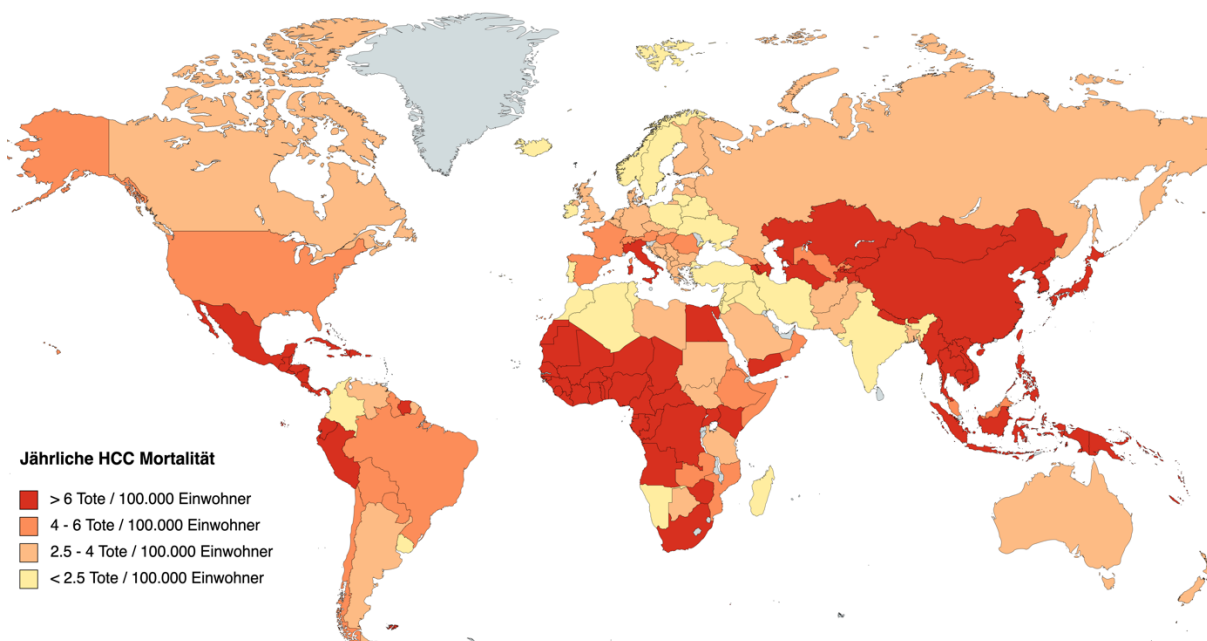 Jährliche HCC Mortalität
> 6 Tote / 100.000 Einwohner
4 - 6 Tote / 100.000 Einwohner
2.5 - 4 Tote / 100.000 Einwohner
< 2.5 Tote / 100.000 Einwohner